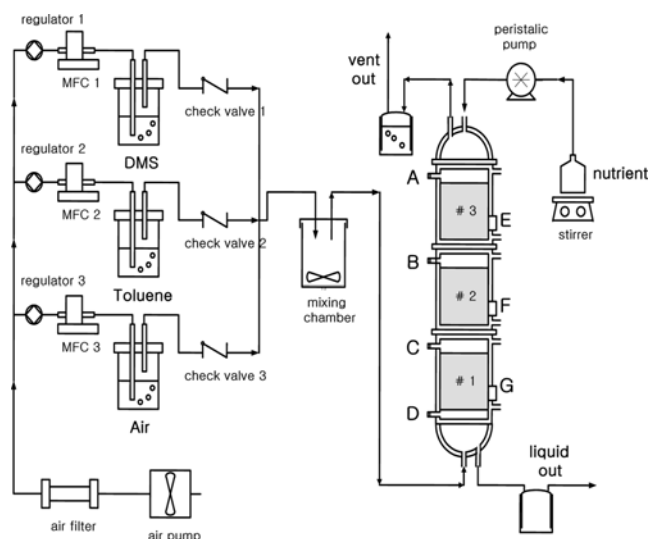 regulator 1
MFC 1
DMS
check valve 1
regulator 2
MFC 2
Toluene
check valve 2
regulator 3
MFC 3
Air
check valve 3
air filter
air pump
mixing
chamber
vent
out
peristalic
pump
nutrient
stirrer
A
# 3
E
B
# 2
F
C
# 1
G
D
liquid
out